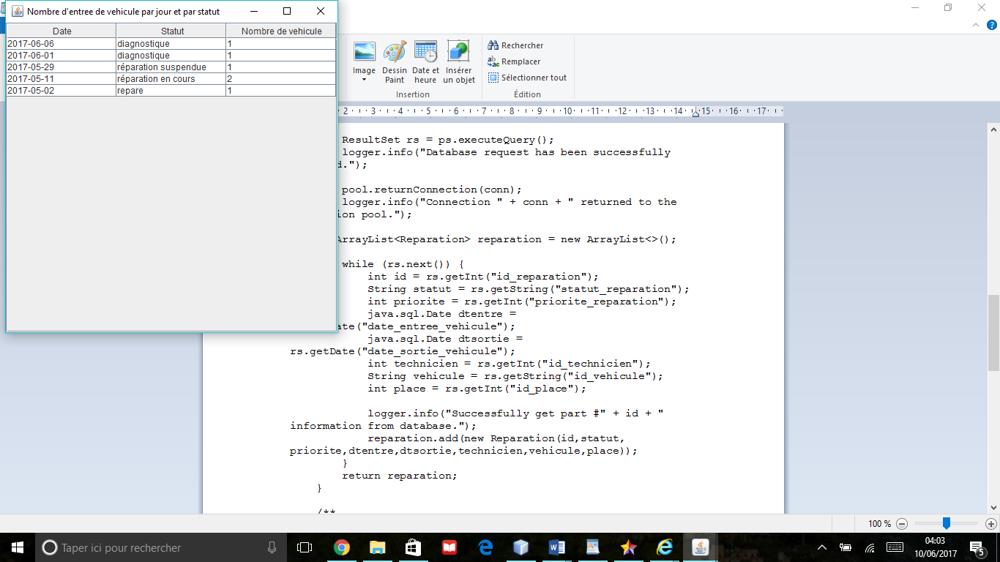 Nombre d'entree de vehicule par jour et par statut
Date Statut Nombre de vehicule
2017-06-06 diagnostique 1
2017-06-01 diagnostique 1
2017-05-29 réparation suspendue 1
2017-05-11 réparation en cours 2
2017-05-02 repare 1
Image
Dessin Paint
Date et heure
Insérer un objet
Insertion
Rechercher
Remplacer
Sélectionner tout
Édition
2 3 4 5 6 7 8 9 10 11 12 13 14 15 16 17
ResultSet rs = ps.executeQuery();
logger.info("Database request has been successfully
d.");
pool.returnConnection(conn);
logger.info("Connection " + conn + " returned to the
ion pool.");
ArrayList<Reparation> reparation = new ArrayList<>();
while (rs.next()) {
int id = rs.getInt("id_reparation");
String statut = rs.getString("statut_reparation");
int priorite = rs.getInt("priorite_reparation");
java.sql.Date dtentre =
ate("date_entree_vehicule");
java.sql.Date dtsortie =
rs.getDate("date_sortie_vehicule");
int technicien = rs.getInt("id_technicien");
String vehicule = rs.getString("id_vehicule");
int place = rs.getInt("id_place");
logger.info("Successfully get part #" + id + "
information from database.");
reparation.add(new Reparation(id,statut,
priorite,dtentre,dtsortie,technicien,vehicule,place));
}
return reparation;
}
/**
100 %
Taper ici pour rechercher
04:03
10/06/2017
5